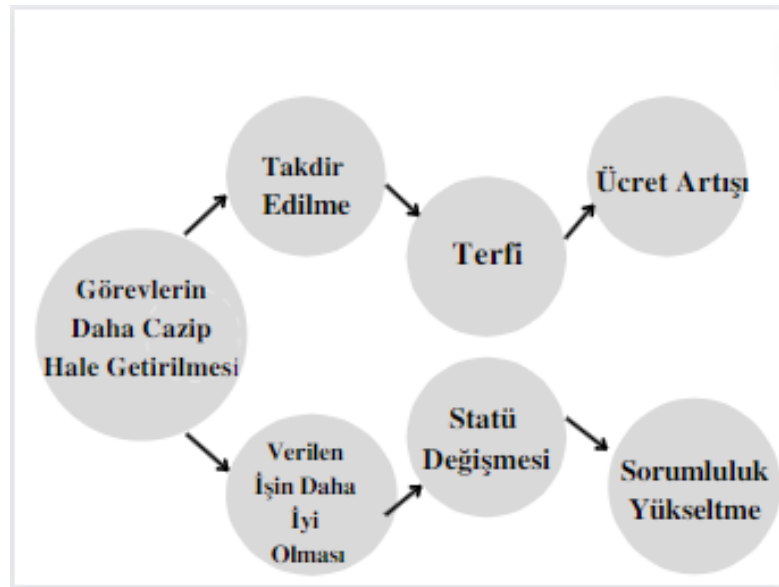 Takdir
Edilme
Ücret Artışı
Terfi
Görevlerin
Daha Cazip
Hale Getirilmesi
Statü
Değişmesi
Verilen
İşin Daha
İyi
Olması
Sorumluluk
Yükseltme